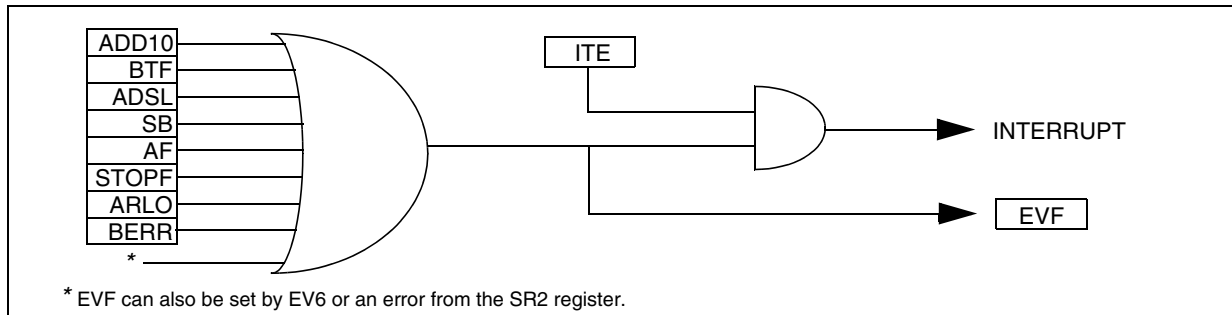 ADD10
BTF
ADSL
SB
AF
STOPF
ARLO
BERR
*
ITE
INTERRUPT
EVF
* EVF can also be set by EV6 or an error from the SR2 register.